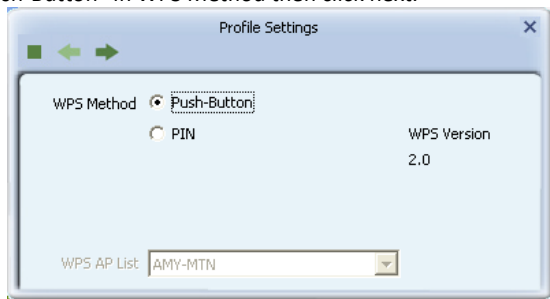 Button" in WPS Method then click next.
Profile Settings
WPS Method Push-Button
PIN WPS Version
2.0
WPS AP List AMY-MTN